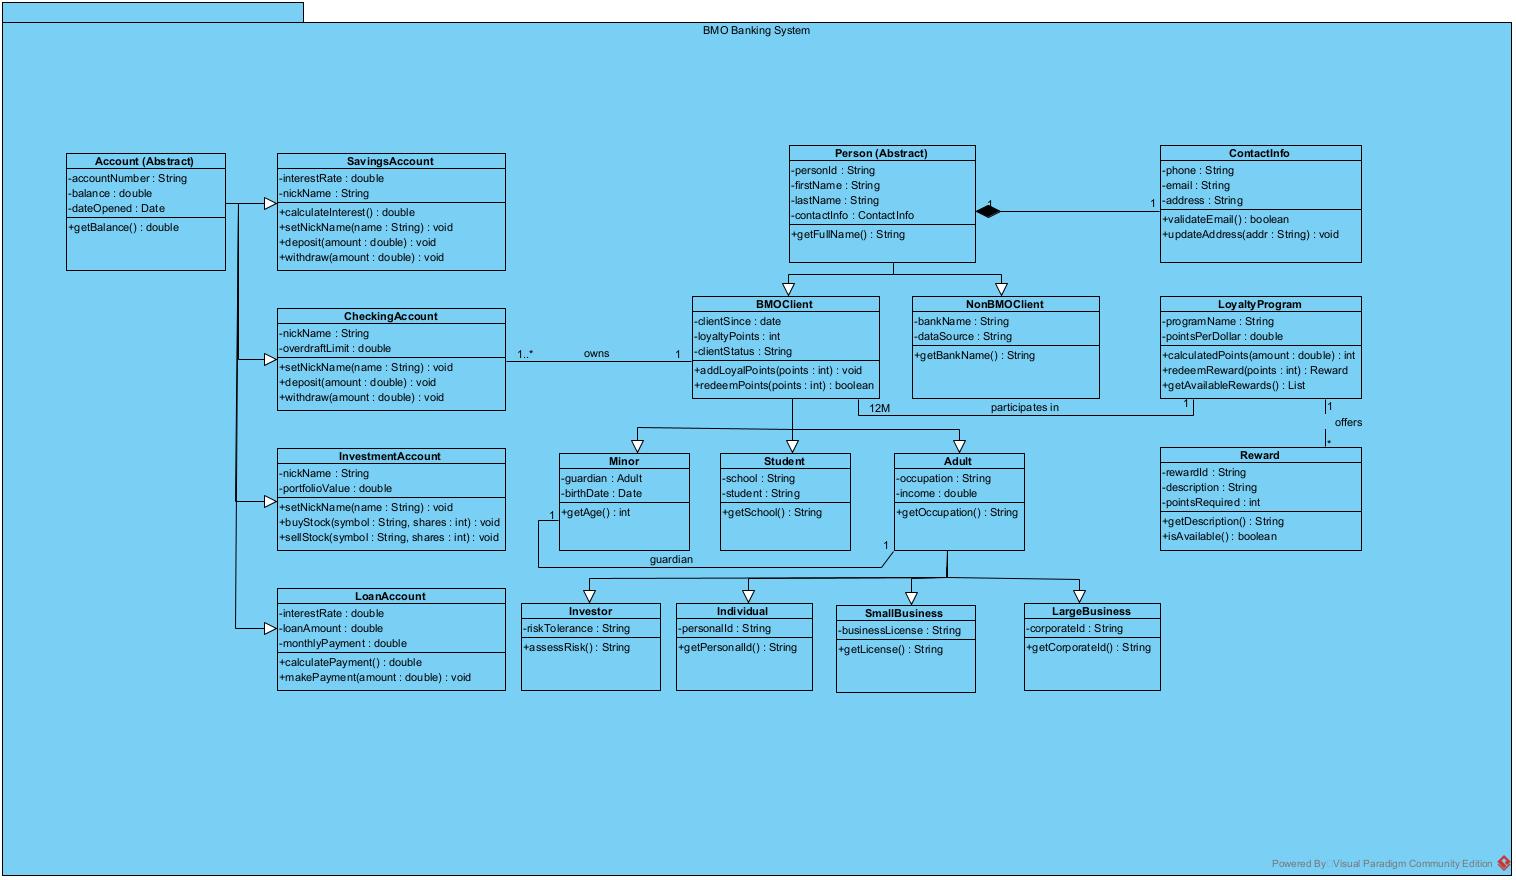 BMO Banking System
Account (Abstract)
-accountNumber : String
-balance : double
-dateOpened : Date
+getBalance() : double
SavingsAccount
-interestRate : double
-nickName : String
+calculateInterest() : double
+setNickName(name : String) : void
+deposit(amount : double) : void
+withdraw(amount : double) : void
Person (Abstract)
-personId : String
-firstName : String
-lastName : String
-contactInfo : ContactInfo
+getFullName() : String
1
1
ContactInfo
-phone : String
-email : String
-address : String
+validateEmail() : boolean
+updateAddress(addr : String) : void
CheckingAccount
-nickName : String
-overdraftLimit : double
+setNickName(name : String) : void
+deposit(amount : double) : void
+withdraw(amount : double) : void
1..*
owns
1
BMOClient
-clientSince : date
-loyaltyPoints : int
-clientStatus : String
+addLoyalPoints(points : int) : void
+redeemPoints(points : int) : boolean
NonBMOClient
-bankName : String
-dataSource : String
+getBankName() : String
LoyaltyProgram
-programName : String
-pointsPerDollar : double
+calculatedPoints(amount : double) : int
+redeemReward(points : int) : Reward
+getAvailableRewards() : List
12M
participates in
1
1
offers
*
InvestmentAccount
-nickName : String
-portfolioValue : double
+setNickName(name : String) : void
+buyStock(symbol : String, shares : int) : void
+sellStock(symbol : String, shares : int) : void
Minor
-guardian : Adult
-birthDate : Date
+getAge() : int
1
guardian
1
Student
-school : String
-student : String
+getSchool() : String
Adult
-occupation : String
-income : double
+getOccupation() : String
Reward
-rewardId : String
-description : String
-pointsRequired : int
+getDescription() : String
+isAvailable() : boolean
LoanAccount
-interestRate : double
-loanAmount : double
-monthlyPayment : double
+calculatePayment() : double
+makePayment(amount : double) : void
Investor
-riskTolerance : String
+assessRisk() : String
Individual
-personalId : String
+getPersonalId() : String
SmallBusiness
-businessLicense : String
+getLicense() : String
LargeBusiness
-corporateId : String
+getCorporateId() : String
Powered By Visual Paradigm Community Edition